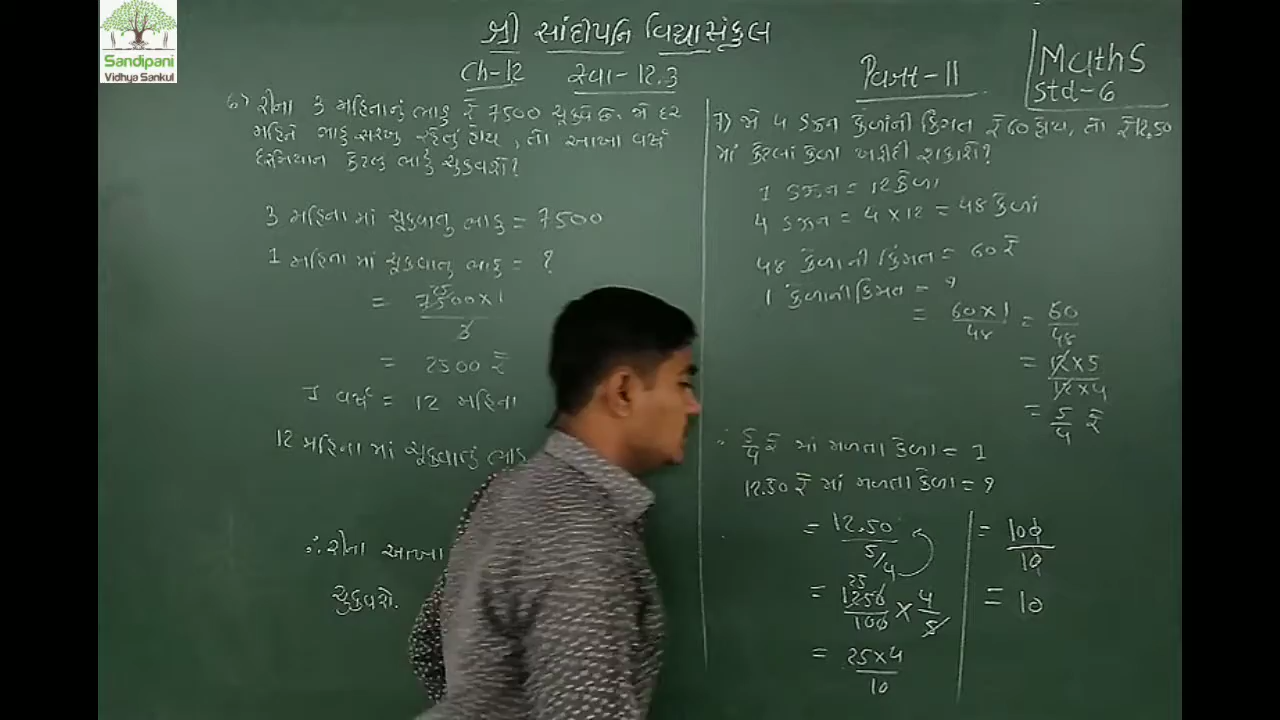 Sandipani
Vidhya Sankul
શ્રી સાંદીપનિ વિદ્યાસંકુલ
Ch-12 સ્વા-12.3
Part-11
Maths
Std-6
6) રીના 3 મહિનાનું ભાડું ₹ 7500 ચૂકવે છે. જો દર
મહિને ભાડું સરખુ રહેતું હોય, તો આખા વર્ષ
દરમિયાન કેટલુ ભાડું ચુકવશે?
3 મહિના માં ચૂકવાતુ ભાડું = 7500
1 મહિના માં ચૂકવાતુ ભાડું = ?
= 7500×1
25
3
= 2500 ₹
1 વર્ષ = 12 મહિના
12 મહિના માં ચૂકવાતું ભાડ
∴ રીના આખા
ચુકવશે.
7) જો 4 ડઝન કેળાંની કિંમત ₹ 60 હોય, તો ₹ 12.50
માં કેટલાં કેળા ખરીદી શકાશે?
1 ડઝન = 12 કેળા
4 ડઝન = 4 × 12 = 48 કેળાં
48 કેળાની કિંમત = 60 ₹
1 કેળાની કિંમત = ?
= 60 × 1 / 48 = 60 / 48
= 12 × 5 / 12 × 4
= 5/4 ₹
∴ 5/4 ₹ માં મળતા કેળા = 1
12.50 ₹ માં મળતા કેળા = ?
= 12.50 / 5/4
25
= 1250 / 100 × 4 / 5
= 25×4 / 10
= 100 / 10
= 10